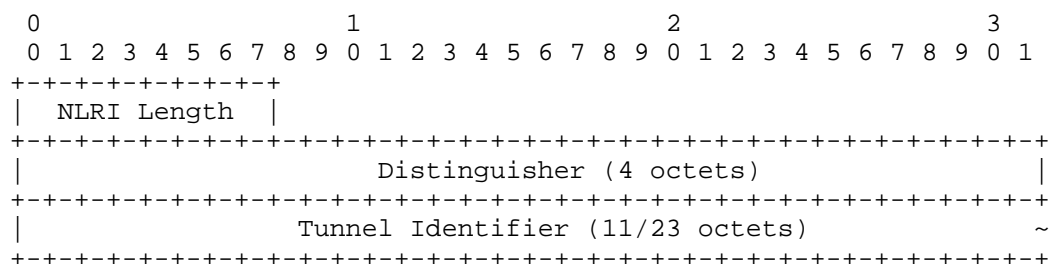 0                   1                   2                   3
 0 1 2 3 4 5 6 7 8 9 0 1 2 3 4 5 6 7 8 9 0 1 2 3 4 5 6 7 8 9 0 1
+-+-+-+-+-+-+-+-+
|  NLRI Length  |
+-+-+-+-+-+-+-+-+-+-+-+-+-+-+-+-+-+-+-+-+-+-+-+-+-+-+-+-+-+-+-+-+
|                      Distinguisher (4 octets)                 |
+-+-+-+-+-+-+-+-+-+-+-+-+-+-+-+-+-+-+-+-+-+-+-+-+-+-+-+-+-+-+-+-+
|                 Tunnel Identifier (11/23 octets)              ~
+-+-+-+-+-+-+-+-+-+-+-+-+-+-+-+-+-+-+-+-+-+-+-+-+-+-+-+-+-+-+-+-+